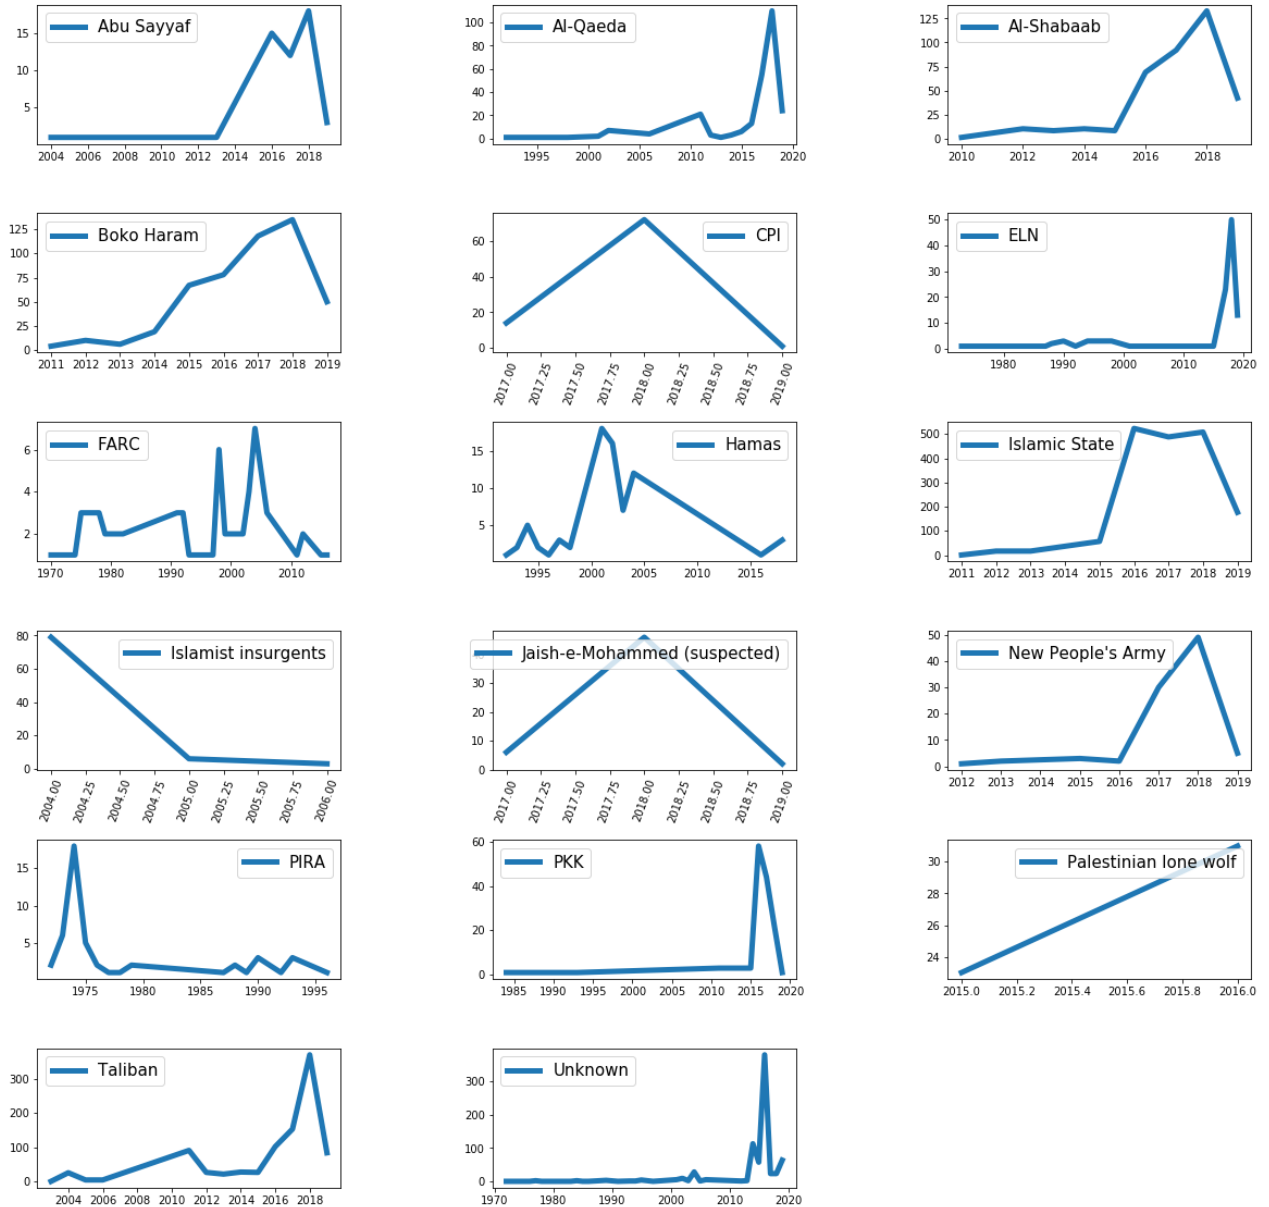 Abu Sayyaf
15
10
5
2004 2006 2008 2010 2012 2014 2016 2018
Al-Qaeda
100
80
60
40
20
0
1995 2000 2005 2010 2015 2020
Al-Shabaab
125
100
75
50
25
0
2010 2012 2014 2016 2018
Boko Haram
125
100
75
50
25
0
2011 2012 2013 2014 2015 2016 2017 2018 2019
CPI
60
40
20
0
2017.00 2017.25 2017.50 2017.75 2018.00 2018.25 2018.50 2018.75 2019.00
ELN
50
40
30
20
10
0
1980 1990 2000 2010 2020
FARC
6
4
2
1970 1980 1990 2000 2010
Hamas
15
10
5
1995 2000 2005 2010 2015
Islamic State
500
400
300
200
100
0
2011 2012 2013 2014 2015 2016 2017 2018 2019
Islamist insurgents
80
60
40
20
0
2004.00 2004.25 2004.50 2004.75 2005.00 2005.25 2005.50 2005.75 2006.00
Jaish-e-Mohammed (suspected)
40
30
20
10
0
2017.00 2017.25 2017.50 2017.75 2018.00 2018.25 2018.50 2018.75 2019.00
New People's Army
50
40
30
20
10
0
2012 2013 2014 2015 2016 2017 2018 2019
PIRA
15
10
5
1975 1980 1985 1990 1995
PKK
60
40
20
0
1985 1990 1995 2000 2005 2010 2015 2020
Palestinian lone wolf
30
28
26
24
2015.0 2015.2 2015.4 2015.6 2015.8 2016.0
Taliban
300
200
100
0
2004 2006 2008 2010 2012 2014 2016 2018
Unknown
300
200
100
0
1970 1980 1990 2000 2010 2020